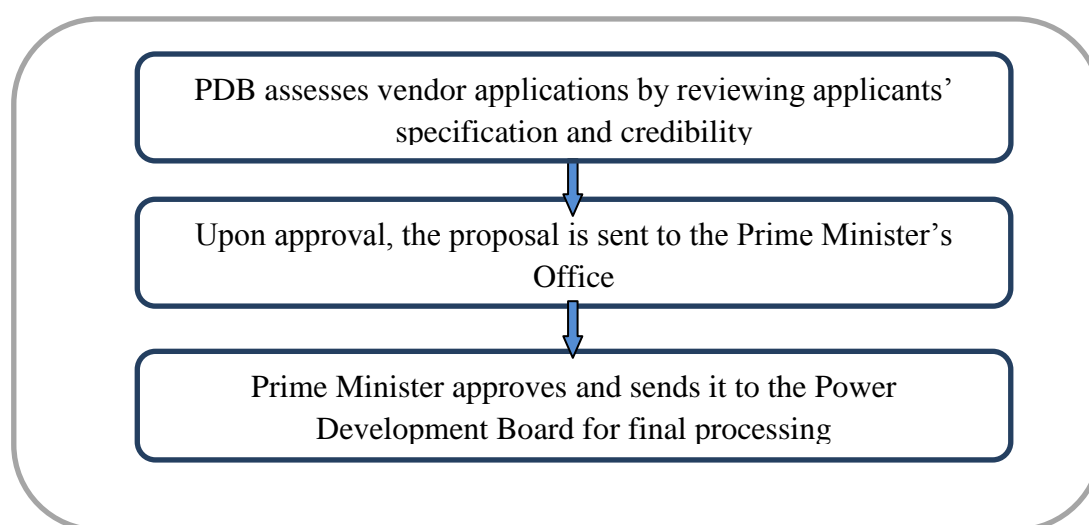 PDB assesses vendor applications by reviewing applicants’
specification and credibility
Upon approval, the proposal is sent to the Prime Minister’s
Office
Prime Minister approves and sends it to the Power
Development Board for final processing